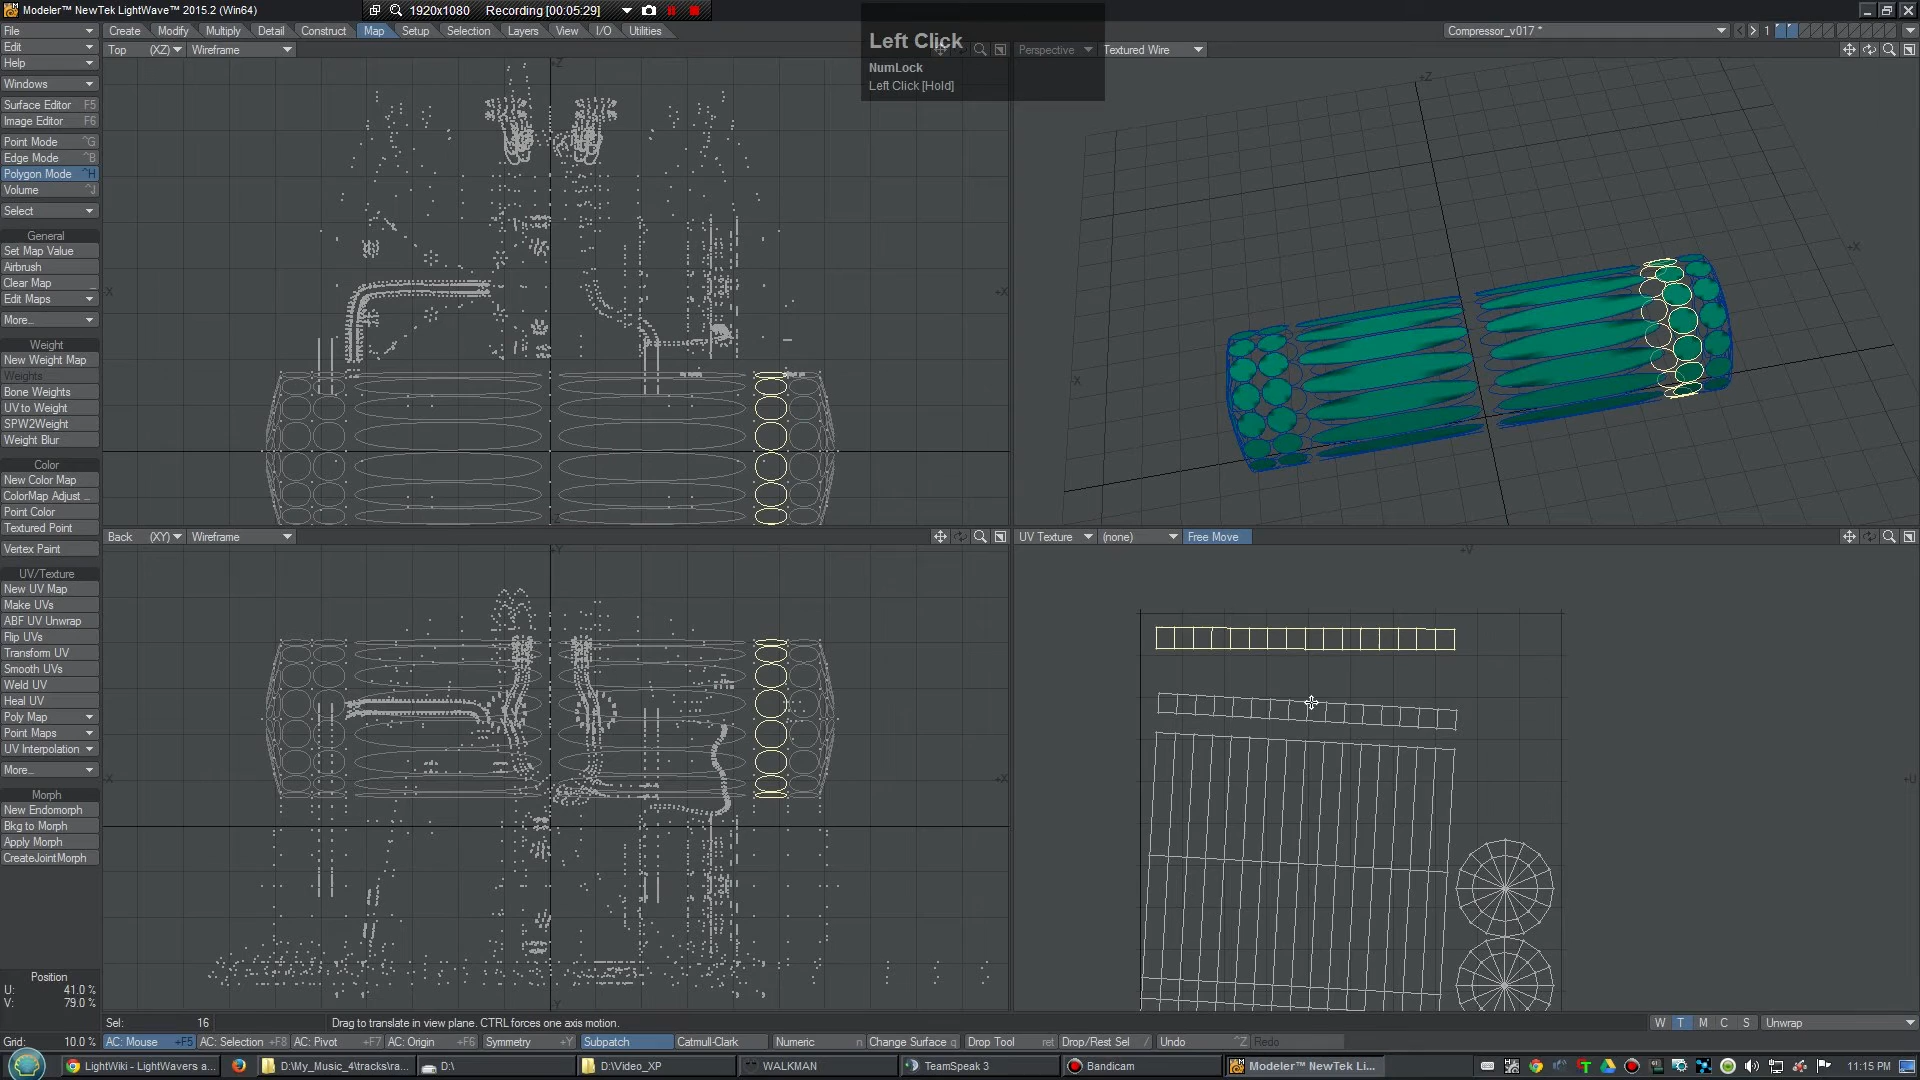 Modeler™ NewTek LightWave™ 2015.2 (Win64)
1920x1080 Recording [00:05:29]
File Create Modify Multiply Detail Construct Map Setup Selection Layers View I/O Utilities Compressor_v017 * 1
Edit
Help
Windows
Surface Editor F5
Image Editor F6
Point Mode ^G
Edge Mode ^B
Polygon Mode ^H
Volume ^J
Select
General
Set Map Value
Airbrush
Clear Map _
Edit Maps
More...
Weight
New Weight Map
Weights
Bone Weights
UV to Weight
SPW2Weight
Weight Blur
Color
New Color Map
ColorMap Adjust ...
Point Color
Textured Point
Vertex Paint
UV/Texture
New UV Map
Make UVs
ABF UV Unwrap
Flip UVs
Transform UV
Smooth UVs
Weld UV
Heal UV
Poly Map
Point Maps
UV Interpolation
More...
Morph
New Endomorph
Bkg to Morph
Apply Morph
CreateJointMorph
Position
U: 41.0 %
V: 79.0 %
Grid: 10.0 %
Top (XZ) Wireframe
Left Click
NumLock
Left Click [Hold]
Perspective Textured Wire
+Z
+Z
-X
+X
+X
-X
Back (XY) Wireframe
UV Texture (none) Free Move
+Y
+V
-X
+X
+U
-Y
Sel: 16 Drag to translate in view plane. CTRL forces one axis motion. W T M C S Unwrap
AC: Mouse +F5 AC: Selection +F8 AC: Pivot +F7 AC: Origin +F6 Symmetry +Y Subpatch Catmull-Clark Numeric n Change Surface q Drop Tool ret Drop/Rest Sel / Undo ^Z Redo
LightWiki - LightWavers a... D:\My_Music_4\tracks\ra... D:\ D:\Video_XP WALKMAN TeamSpeak 3 Bandicam Modeler™ NewTek Li... 11:15 PM